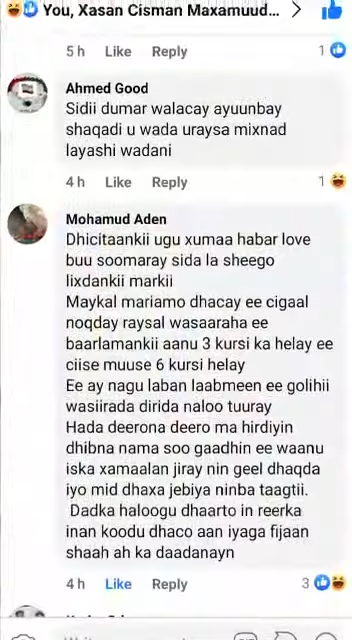 You, Xasan Cisman Maxamuud...
5 h Like Reply 1
Ahmed Good
Sidii dumar walacay ayuunbay
shaqadi u wada uraysa mixnad
layashi wadani
4 h Like Reply 1
Mohamud Aden
Dhicitaankii ugu xumaa habar love
buu soomaray sida la sheego
lixdankii markii
Maykal mariamo dhacay ee cigaal
noqday raysal wasaaraha ee
baarlamankii aanu 3 kursi ka helay ee
ciise muuse 6 kursi helay
Ee ay nagu laban laabmeen ee golihii
wasiirada dirida naloo tuuray
Hada deerona deero ma hirdiyin
dhibna nama soo gaadhin ee waanu
iska xamaalan jiray nin geel dhaqda
iyo mid dhaxa jebiya ninba taagtii.
Dadka haloogu dhaarto in reerka
inan koodu dhaco aan iyaga fijaan
shaah ah ka daadanayn
4 h Like Reply 3